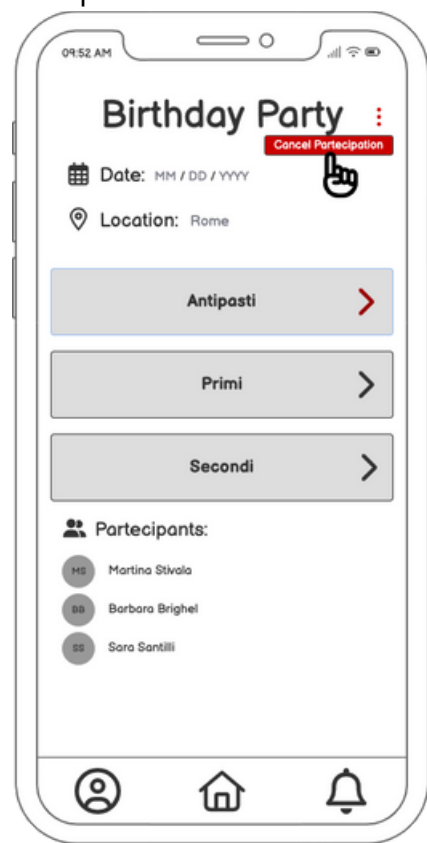 09:52 AM
Birthday Party
Cancel Partecipation
Date: MM / DD / YYYY
Location: Rome
Antipasti
Primi
Secondi
Partecipants:
MS Martina Stivala
BB Barbara Brighel
SS Sara Santilli